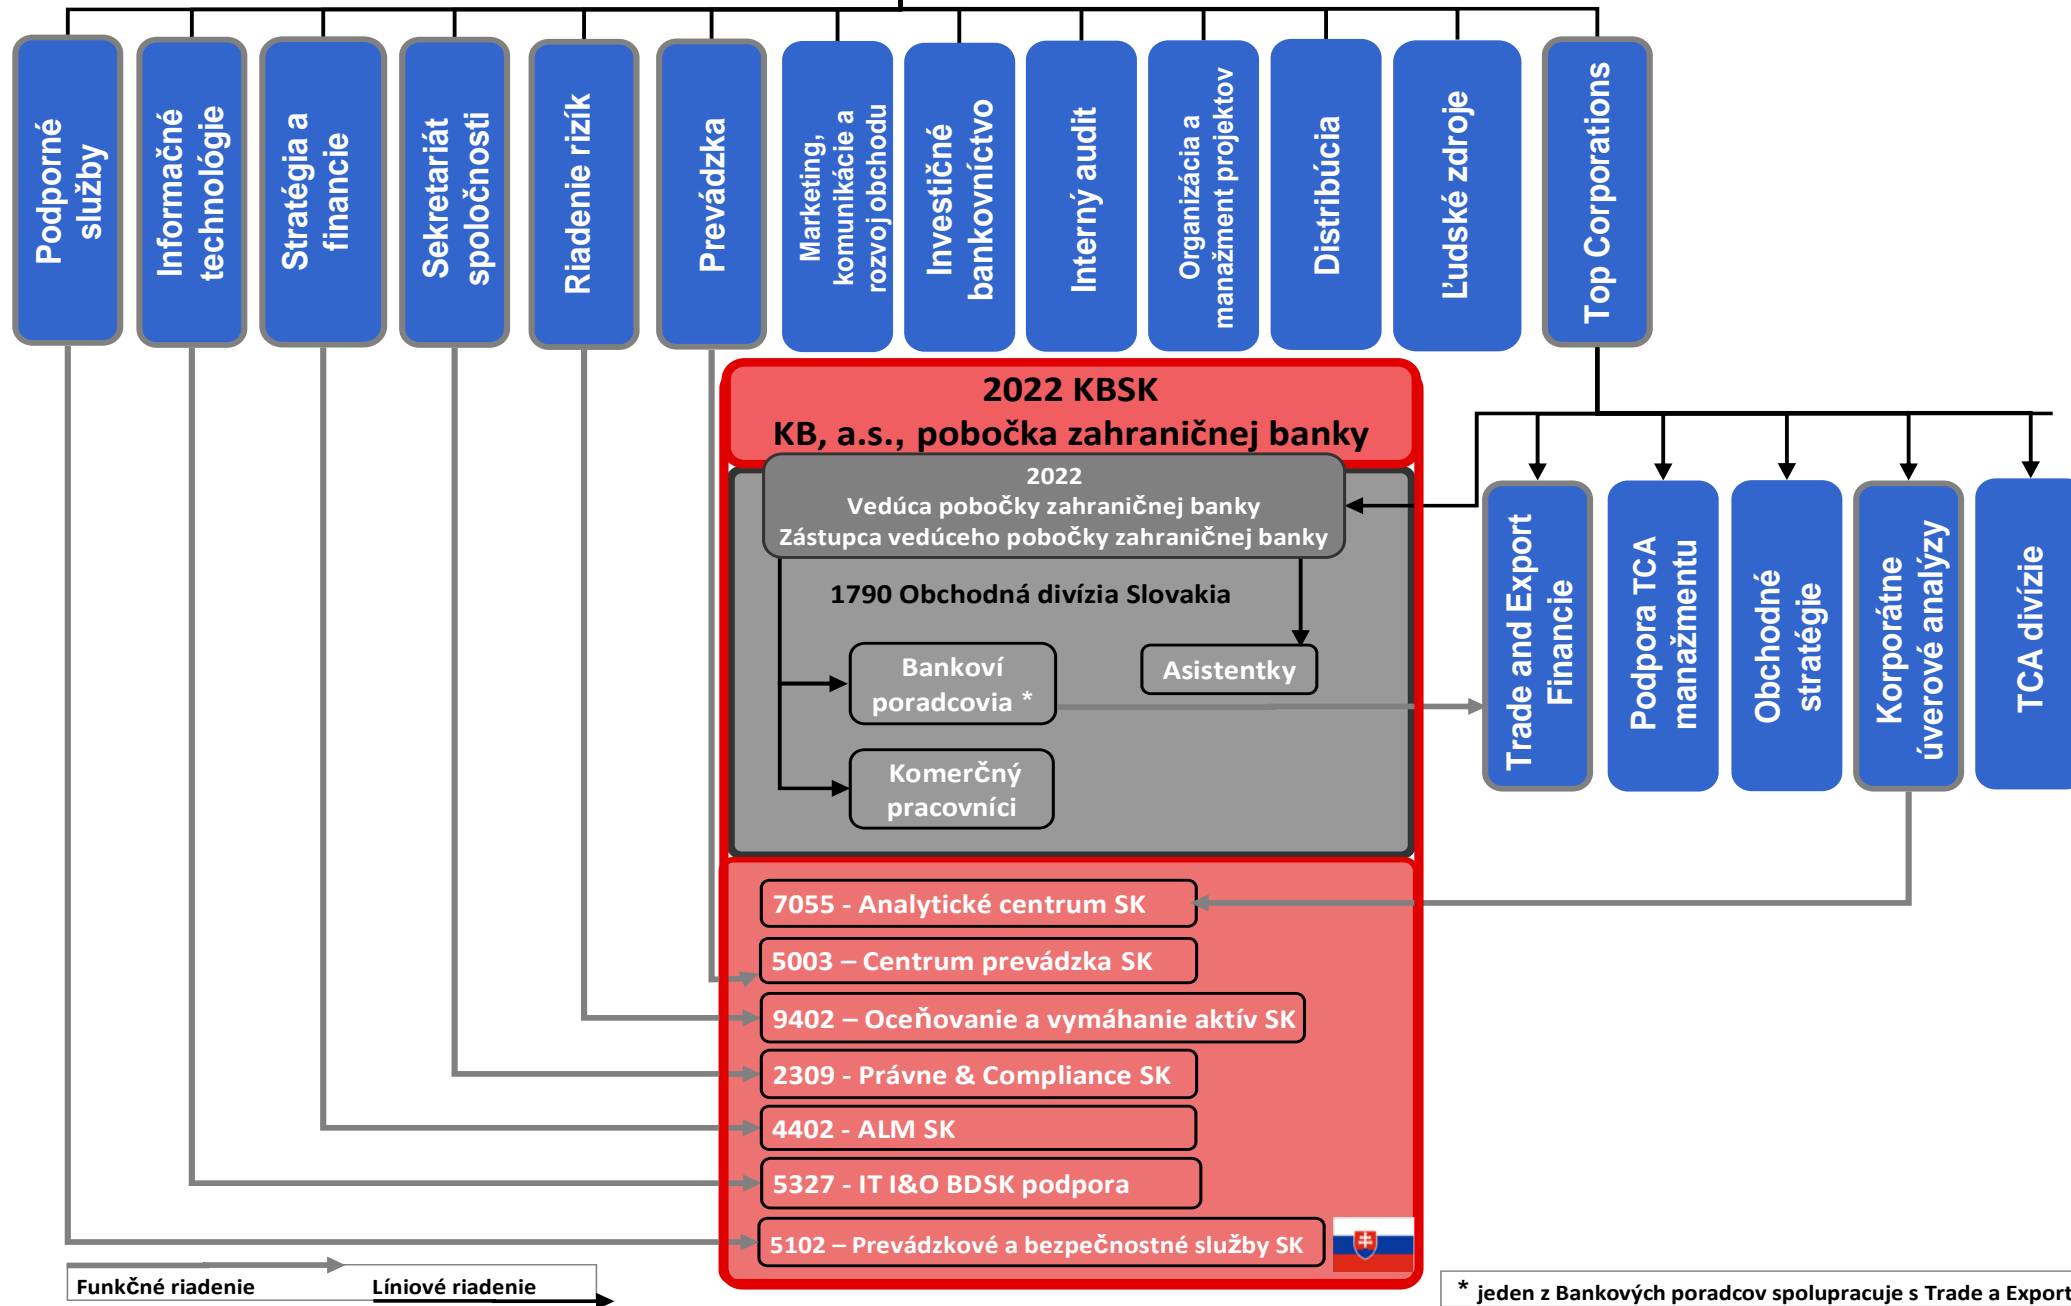 Podporné
služby
Informačné
technológie
Stratégia a
financie
Sekretariát
spoločnosti
Riadenie rizík
Prevádzka
Marketing,
komunikácie a
rozvoj obchodu
Investičné
bankovníctvo
Interný audit
Organizácia a
manažment projektov
Distribúcia
Ľudské zdroje
Top Corporations
2022 KBSK
KB, a.s., pobočka zahraničnej banky
2022
Vedúca pobočky zahraničnej banky
Zástupca vedúceho pobočky zahraničnej banky
1790 Obchodná divízia Slovakia
Bankoví
poradcovia *
Asistentky
Komerčný
pracovníci
Trade and Export
Financie
Podpora TCA
manažmentu
Obchodné
stratégie
Korporátne
úverové analýzy
TCA divízie
7055 - Analytické centrum SK
5003 – Centrum prevádzka SK
9402 – Oceňovanie a vymáhanie aktív SK
2309 - Právne & Compliance SK
4402 - ALM SK
5327 - IT I&O BDSK podpora
5102 – Prevádzkové a bezpečnostné služby SK
Funkčné riadenie
Líniové riadenie
* jeden z Bankových poradcov spolupracuje s Trade a Export